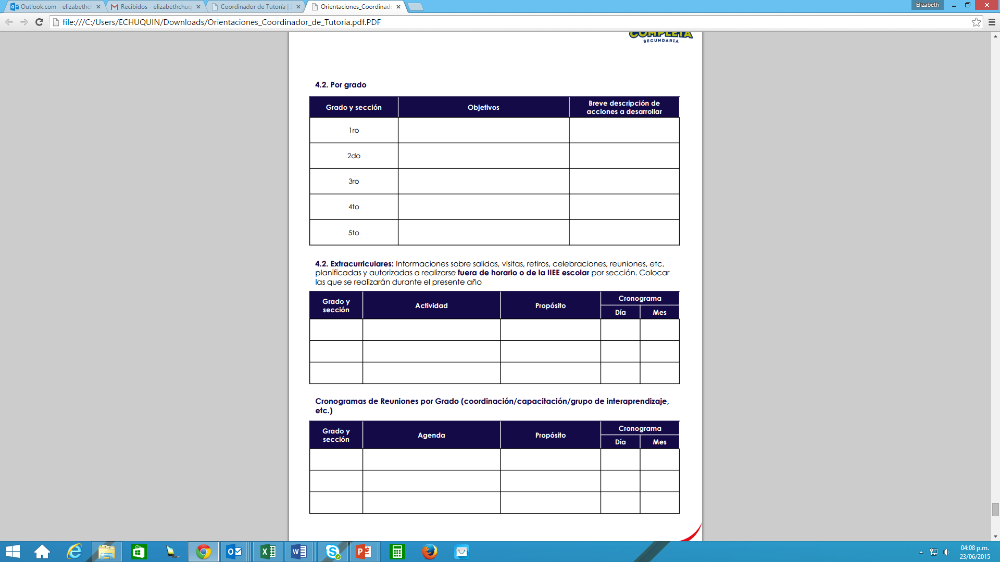 Outlook.com - elizabethch
Recibidos - elizabethchuq
Coordinador de Tutoría | J
Orientaciones_Coordinado
Elizabeth
file:///C:/Users/ECHUQUIN/Downloads/Orientaciones_Coordinador_de_Tutoria.pdf.PDF
COMPLETA
SECUNDARIA
4.2. Por grado
Grado y sección
Objetivos
Breve descripción de
acciones a desarrollar
1ro
2do
3ro
4to
5to
4.2. Extracurriculares: Informaciones sobre salidas, visitas, retiros, celebraciones, reuniones, etc.
planificadas y autorizadas a realizarse fuera de horario o de la IIEE escolar por sección. Colocar
las que se realizarán durante el presente año
Grado y
sección
Actividad
Propósito
Cronograma
Día
Mes
Cronogramas de Reuniones por Grado (coordinación/capacitación/grupo de interaprendizaje,
etc.)
Grado y
sección
Agenda
Propósito
Cronograma
Día
Mes
04:08 p.m.
23/06/2015